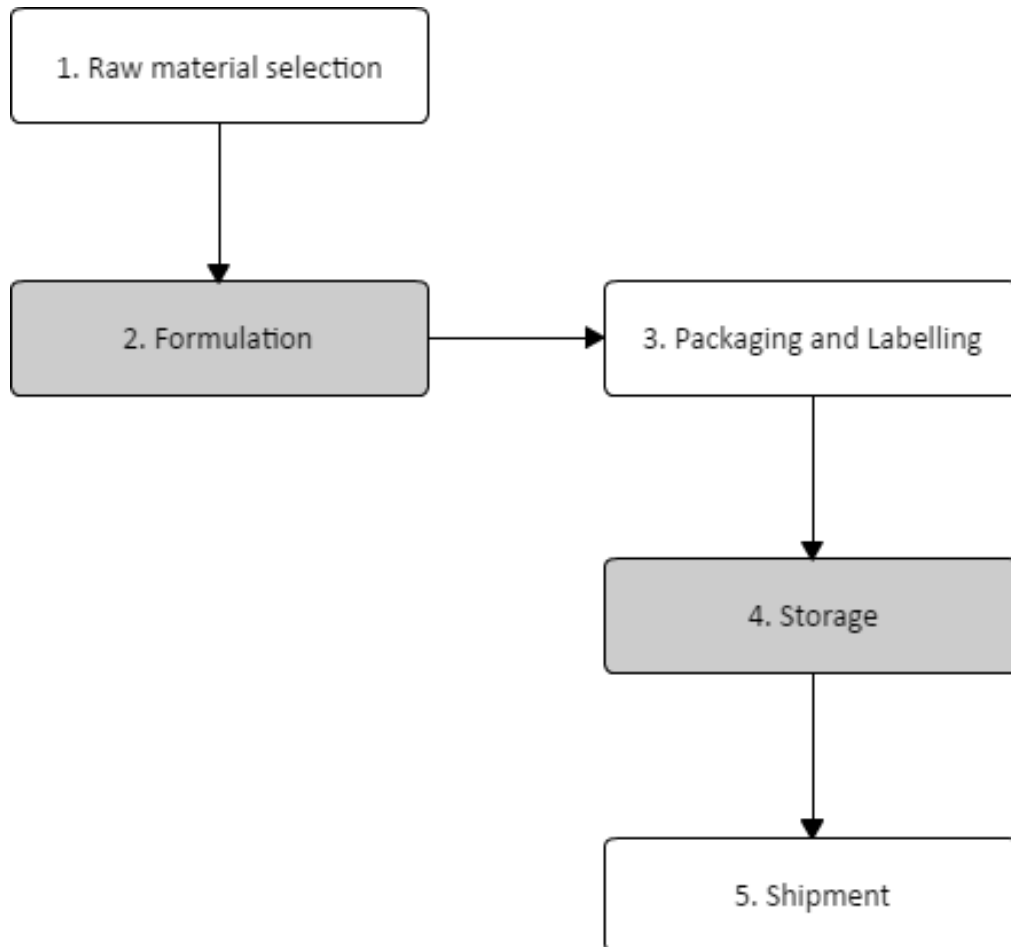 1. Raw material selection
2. Formulation
3. Packaging and Labelling
4. Storage
5. Shipment